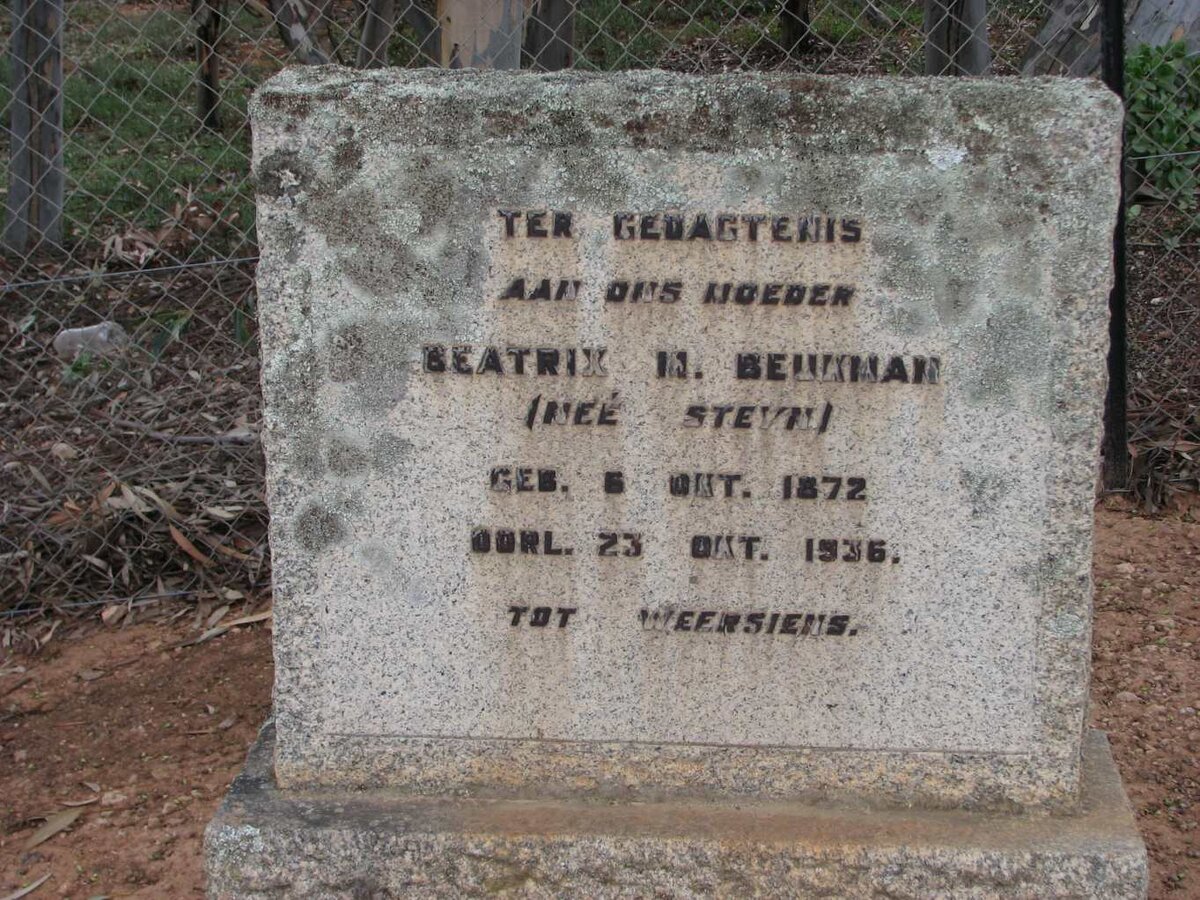 TER GEDAGTENIS
AAN ONS MOEDER
BEATRIX M. BEUKMAN
(NEÉ STEYN)
GEB. 6 OKT. 1872
OORL. 23 OKT. 1936.
TOT WEERSIENS.